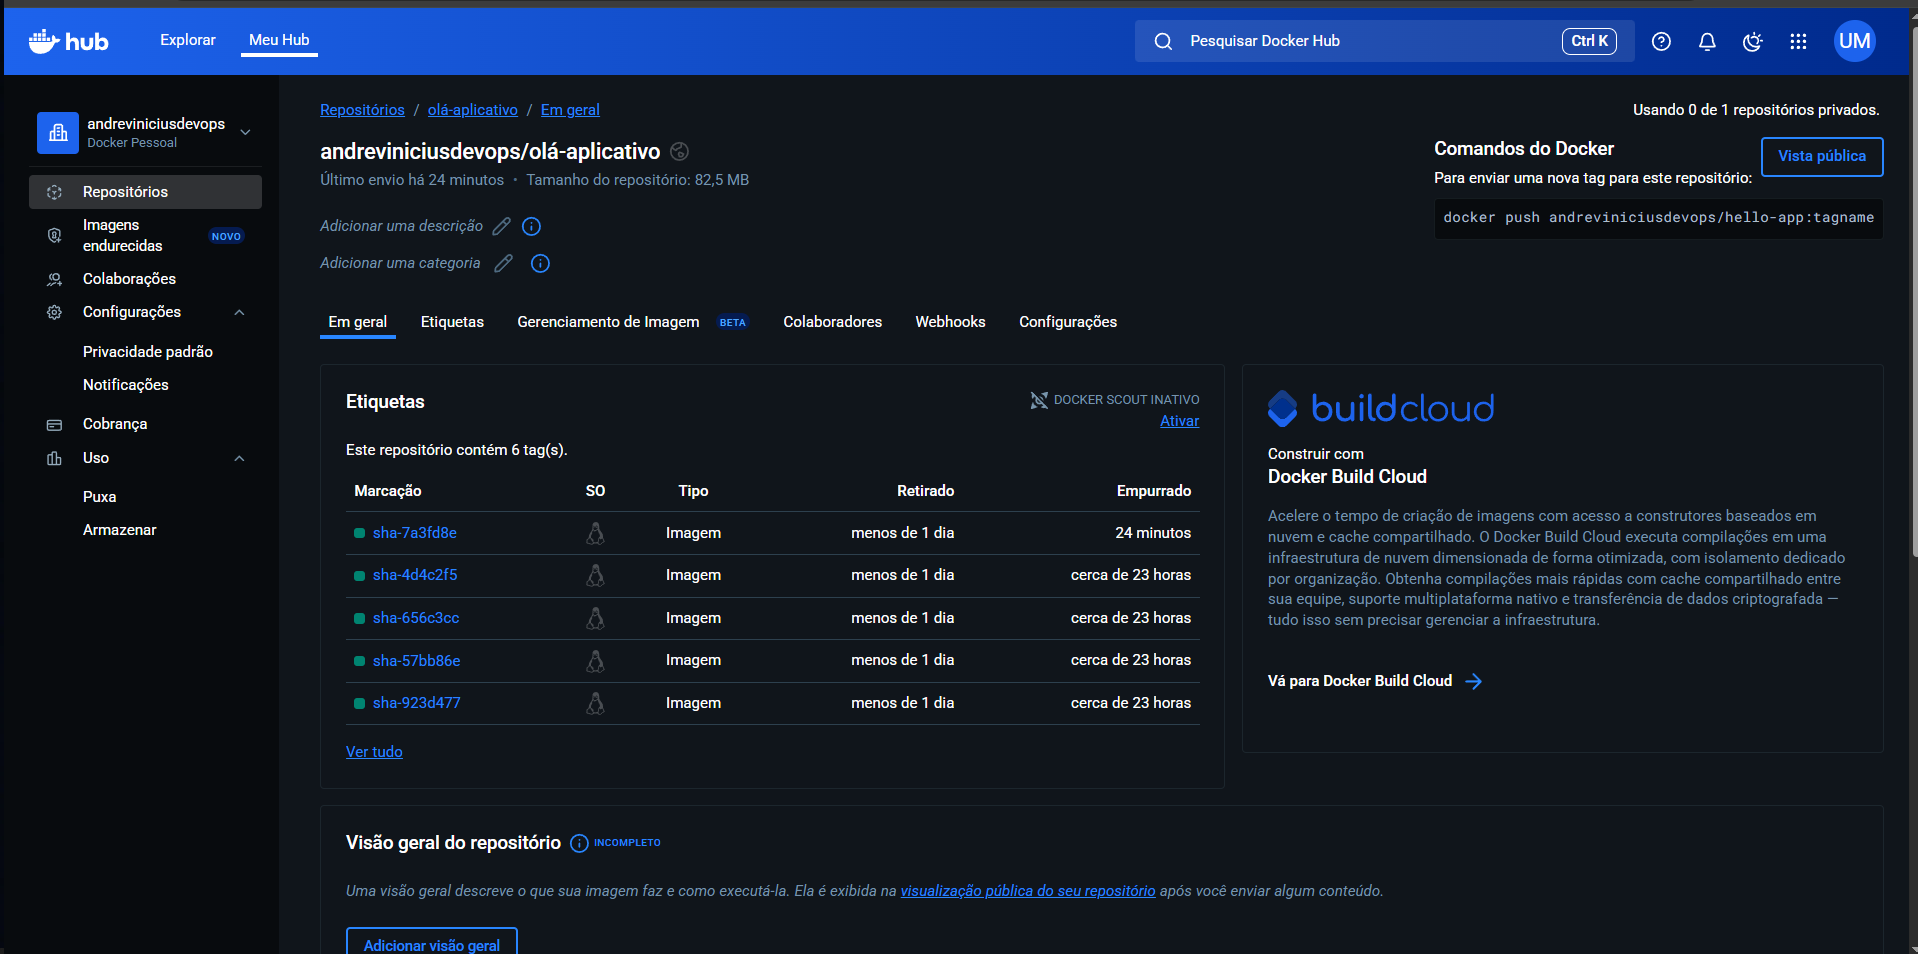 hub
Explorar
Meu Hub
Pesquisar Docker Hub
Ctrl K
UM
andreviniciusdevops
Docker Pessoal
Repositórios
Imagens
endurecidas
NOVO
Colaborações
Configurações
Privacidade padrão
Notificações
Cobrança
Uso
Puxa
Armazenar
Repositórios / olá-aplicativo / Em geral
Usando 0 de 1 repositórios privados.
andreviniciusdevops/olá-aplicativo
Último envio há 24 minutos • Tamanho do repositório: 82,5 MB
Adicionar uma descrição
Adicionar uma categoria
Comandos do Docker
Vista pública
Para enviar uma nova tag para este repositório:
docker push andreviniciusdevops/hello-app:tagname
Em geral
Etiquetas
Gerenciamento de Imagem BETA
Colaboradores
Webhooks
Configurações
Etiquetas
DOCKER SCOUT INATIVO
Ativar
Este repositório contém 6 tag(s).
Marcação SO Tipo Retirado Empurrado
sha-7a3fd8e Imagem menos de 1 dia 24 minutos
sha-4d4c2f5 Imagem menos de 1 dia cerca de 23 horas
sha-656c3cc Imagem menos de 1 dia cerca de 23 horas
sha-57bb86e Imagem menos de 1 dia cerca de 23 horas
sha-923d477 Imagem menos de 1 dia cerca de 23 horas
Ver tudo
buildcloud
Construir com
Docker Build Cloud
Acelere o tempo de criação de imagens com acesso a construtores baseados em
nuvem e cache compartilhado. O Docker Build Cloud executa compilações em uma
infraestrutura de nuvem dimensionada de forma otimizada, com isolamento dedicado
por organização. Obtenha compilações mais rápidas com cache compartilhado entre
sua equipe, suporte multiplataforma nativo e transferência de dados criptografada —
tudo isso sem precisar gerenciar a infraestrutura.
Vá para Docker Build Cloud
Visão geral do repositório INCOMPLETO
Uma visão geral descreve o que sua imagem faz e como executá-la. Ela é exibida na visualização pública do seu repositório após você enviar algum conteúdo.
Adicionar visão geral